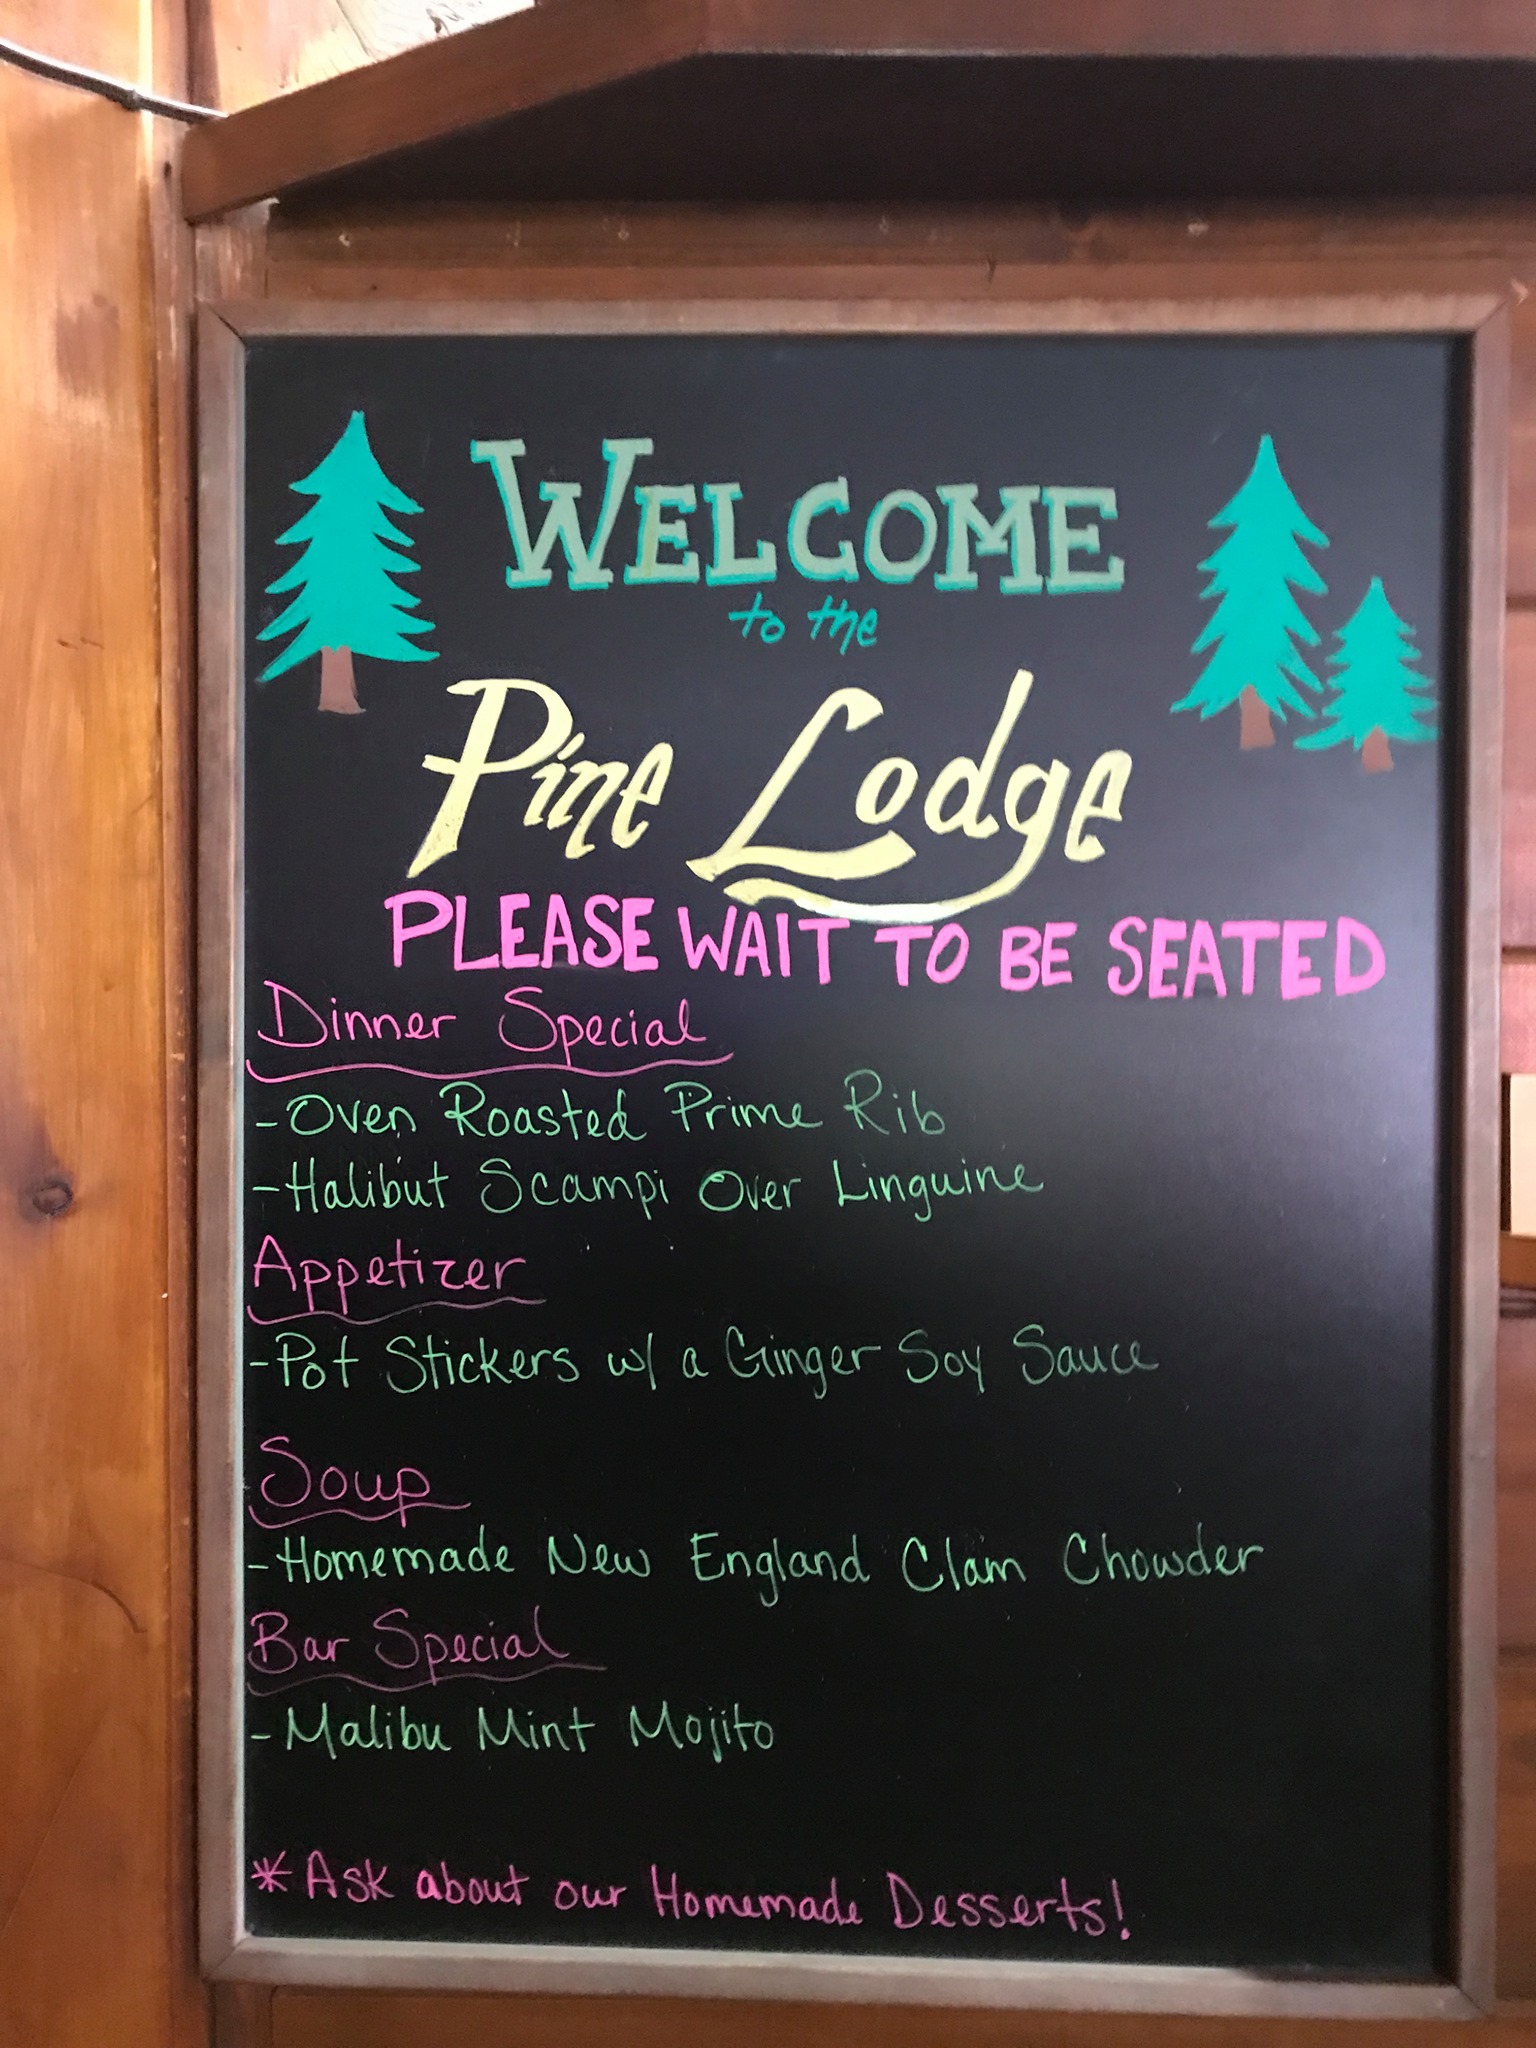 WELCOME
to the
Pine Lodge
PLEASE WAIT TO BE SEATED
Dinner Special
-Oven Roasted Prime Rib
-Halibut Scampi Over Linguine
Appetizer
-Pot Stickers w/ a Ginger Soy Sauce
Soup
-Homemade New England Clam Chowder
Bar Special
-Malibu Mint Mojito
*Ask about our Homemade Desserts!